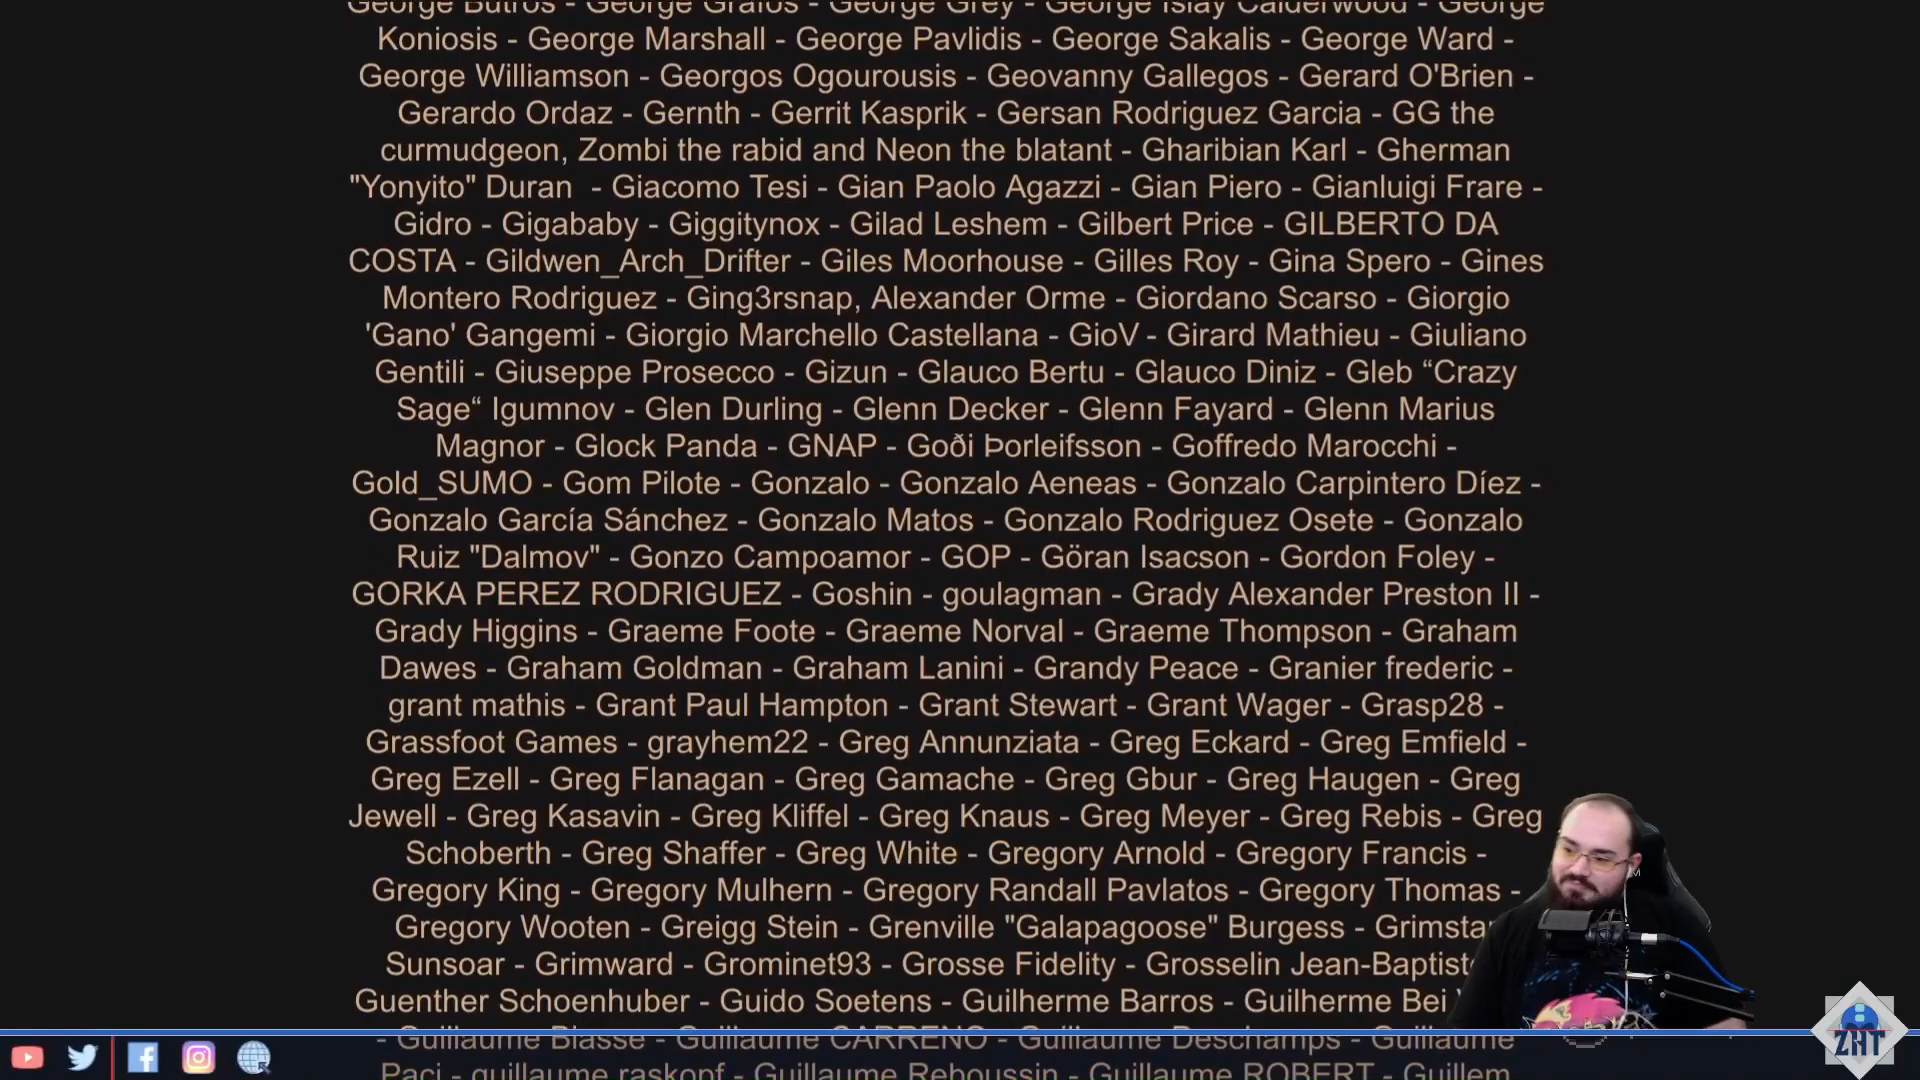 George Butros - George Gratos - George Grey - George Islay Calderwood - George
Koniosis - George Marshall - George Pavlidis - George Sakalis - George Ward -
George Williamson - Georgos Ogourousis - Geovanny Gallegos - Gerard O'Brien -
Gerardo Ordaz - Gernth - Gerrit Kasprik - Gersan Rodriguez Garcia - GG the
curmudgeon, Zombi the rabid and Neon the blatant - Gharibian Karl - Gherman
"Yonyito" Duran - Giacomo Tesi - Gian Paolo Agazzi - Gian Piero - Gianluigi Frare -
Gidro - Gigababy - Giggitynox - Gilad Leshem - Gilbert Price - GILBERTO DA
COSTA - Gildwen_Arch_Drifter - Giles Moorhouse - Gilles Roy - Gina Spero - Gines
Montero Rodriguez - Ging3rsnap, Alexander Orme - Giordano Scarso - Giorgio
'Gano' Gangemi - Giorgio Marchello Castellana - GioV - Girard Mathieu - Giuliano
Gentili - Giuseppe Prosecco - Gizun - Glauco Bertu - Glauco Diniz - Gleb “Crazy
Sage“ Igumnov - Glen Durling - Glenn Decker - Glenn Fayard - Glenn Marius
Magnor - Glock Panda - GNAP - Goði Þorleifsson - Goffredo Marocchi -
Gold_SUMO - Gom Pilote - Gonzalo - Gonzalo Aeneas - Gonzalo Carpintero Díez -
Gonzalo García Sánchez - Gonzalo Matos - Gonzalo Rodriguez Osete - Gonzalo
Ruiz "Dalmov" - Gonzo Campoamor - GOP - Göran Isacson - Gordon Foley -
GORKA PEREZ RODRIGUEZ - Goshin - goulagman - Grady Alexander Preston II -
Grady Higgins - Graeme Foote - Graeme Norval - Graeme Thompson - Graham
Dawes - Graham Goldman - Graham Lanini - Grandy Peace - Granier frederic -
grant mathis - Grant Paul Hampton - Grant Stewart - Grant Wager - Grasp28 -
Grassfoot Games - grayhem22 - Greg Annunziata - Greg Eckard - Greg Emfield -
Greg Ezell - Greg Flanagan - Greg Gamache - Greg Gbur - Greg Haugen - Greg
Jewell - Greg Kasavin - Greg Kliffel - Greg Knaus - Greg Meyer - Greg Rebis - Greg
Schoberth - Greg Shaffer - Greg White - Gregory Arnold - Gregory Francis -
Gregory King - Gregory Mulhern - Gregory Randall Pavlatos - Gregory Thomas -
Gregory Wooten - Greigg Stein - Grenville "Galapagoose" Burgess -
Sunsoar - Grimward - Grominet93 - Grosse Fidelity - Grosselin
Guenther Schoenhuber - Guido Soetens - Guilherme Barros - Guilherme
- Guillaume Blasse - Guillaume CARRENO - Guillaume Deschamps - Guillaume
Paci - guillaume raskopf - Guillaume Reboussin - Guillaume ROBERT - Guillem
ZHT